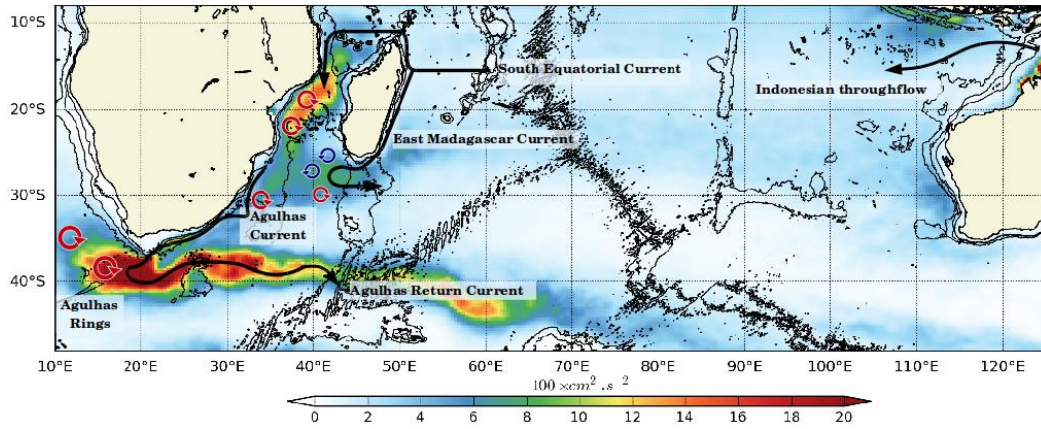 10°S
South Equatorial Current
Indonesian throughflow
20°S
East Madagascar Current
30°S
Agulhas
Current
40°S
Agulhas Return Current
Agulhas
Rings
10°E 20°E 30°E 40°E 50°E 60°E 70°E 80°E 90°E 100°E 110°E 120°E
100 ×cm².s⁻²
0 2 4 6 8 10 12 14 16 18 20